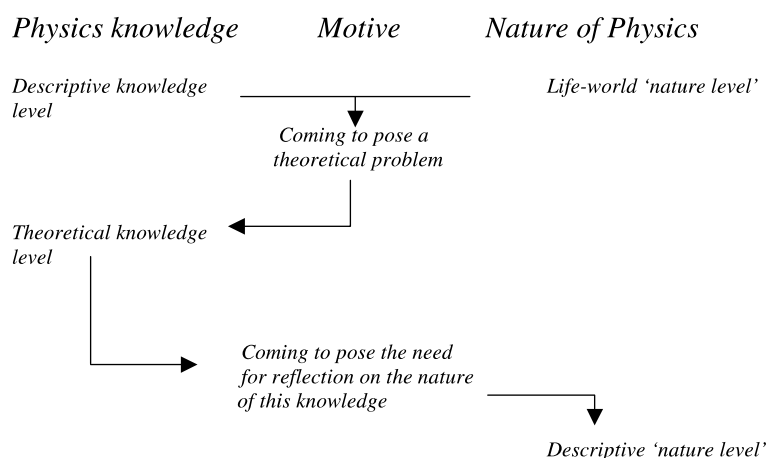 Physics knowledge Motive Nature of Physics
Descriptive knowledge
level
Life-world ‘nature level’
Coming to pose a
theoretical problem
Theoretical knowledge
level
Coming to pose the need
for reflection on the nature
of this knowledge
Descriptive ‘nature level’